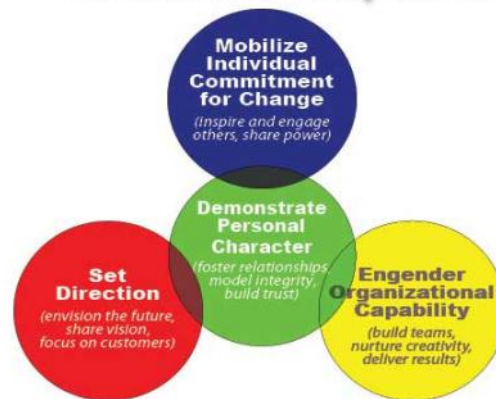 Mobilize
Individual
Commitment
for Change
(inspire and engage
others, share power)
Demonstrate
Personal
Character
(foster relationships,
model integrity,
build trust)
Set
Direction
(envision the future,
share vision,
focus on customers)
Engender
Organizational
Capability
(build teams,
nurture creativity,
deliver results)